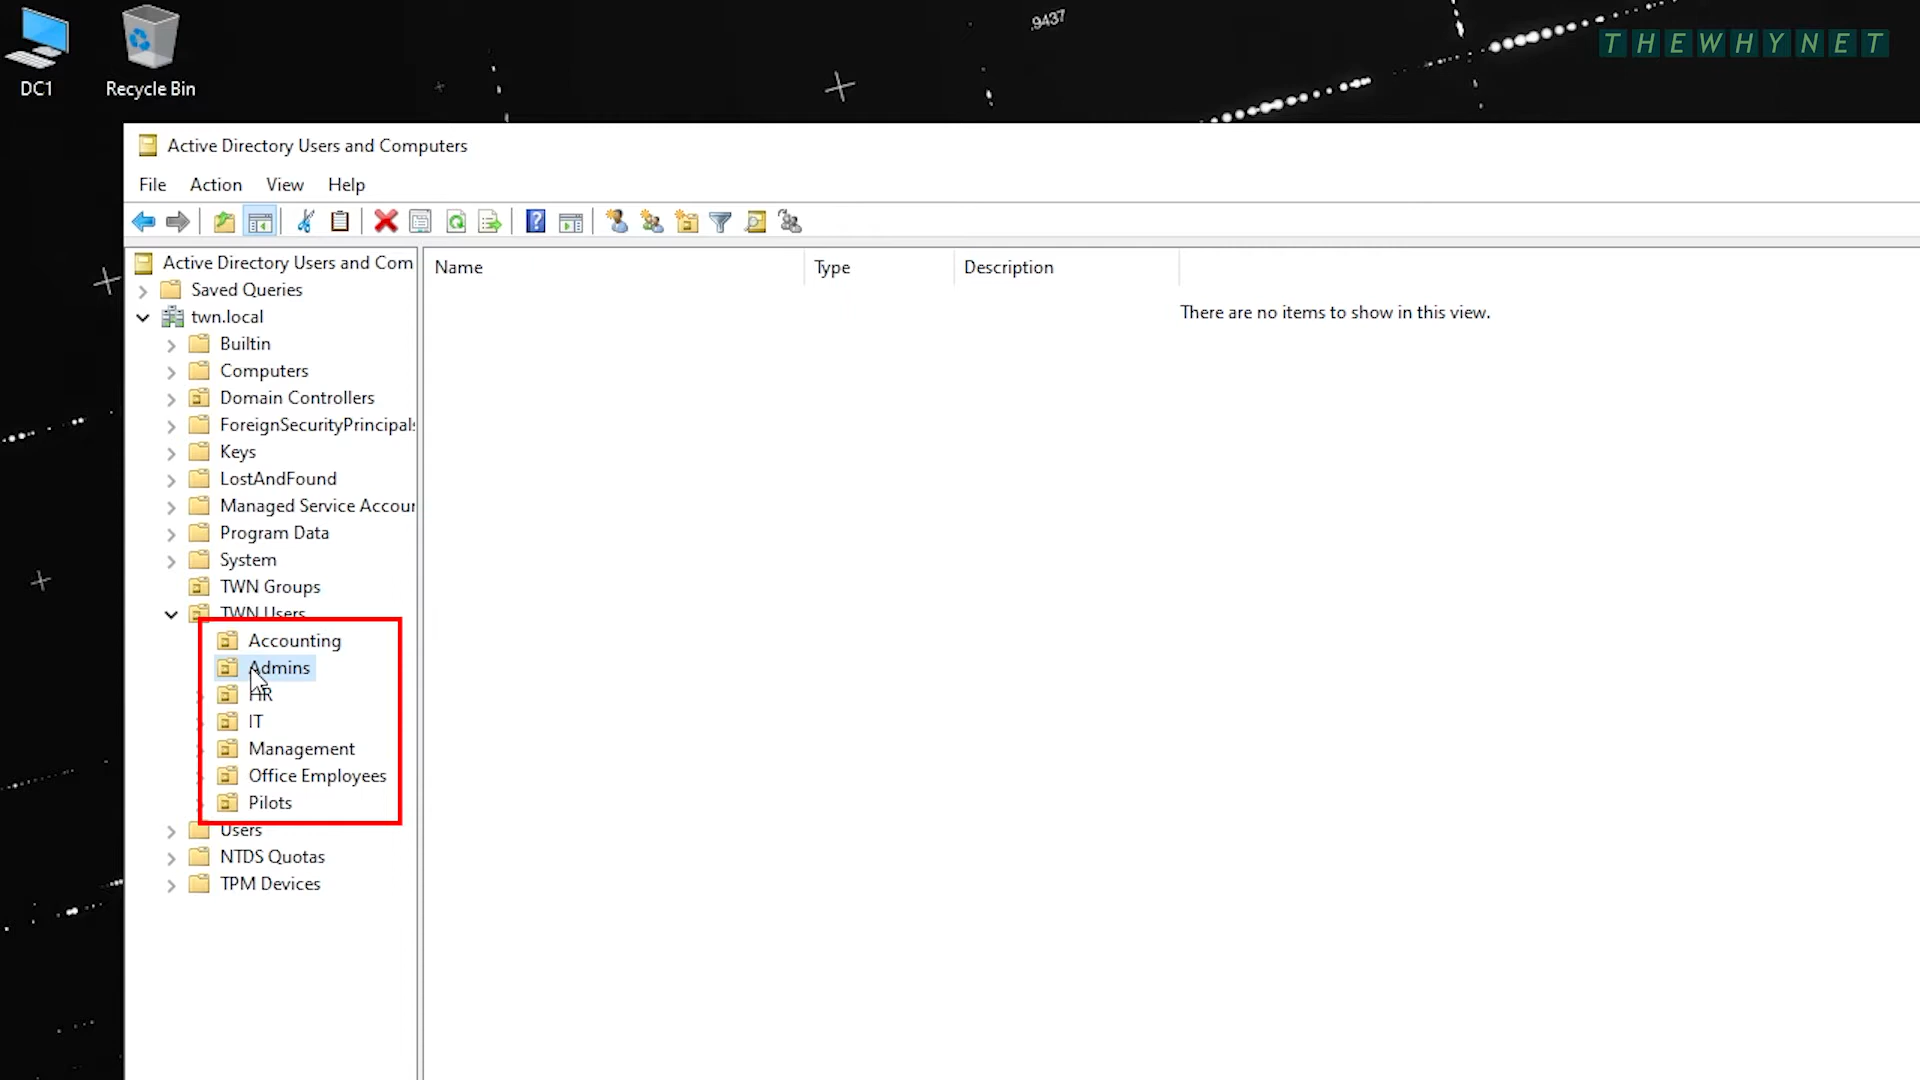 .9437
THEWHYNET
DC1
Recycle Bin
Active Directory Users and Computers
File Action View Help
Active Directory Users and Com
Name Type Description
Saved Queries
There are no items to show in this view.
twn.local
Builtin
Computers
Domain Controllers
ForeignSecurityPrincipals
Keys
LostAndFound
Managed Service Accour
Program Data
System
TWN Groups
TWN Users
Accounting
Admins
HR
IT
Management
Office Employees
Pilots
Users
NTDS Quotas
TPM Devices